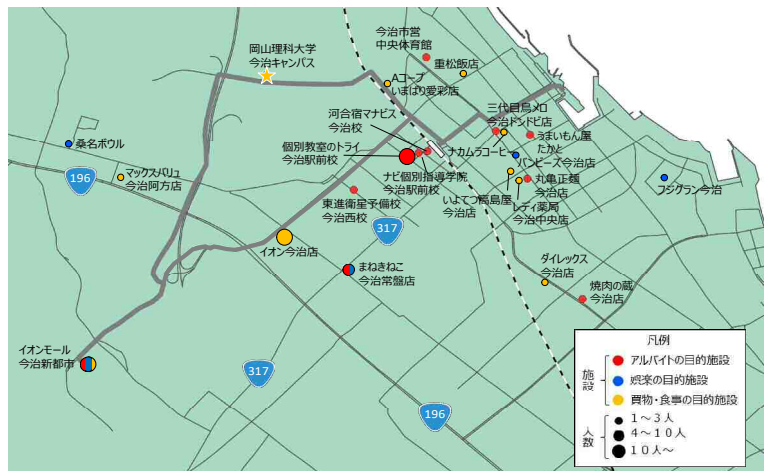 岡山理科大学
今治キャンパス
今治市営
中央体育館
重松飯店
Aコープ
いまばり愛彩店
河合宿マナビス
今治校
三代目鳥メロ
今治ドンドビ店
うまいもん屋
たかと
ナカムラコーヒー
バンビーズ今治店
個別教室のトライ
今治駅前校
ナビ個別指導学院
今治駅前校
丸亀正麺
今治店
いよてつ髙島屋
今治店
レディ薬局
今治中央店
フジグラン今治
桑名ボウル
マックスバリュ
今治阿方店
196
東進衛星予備校
今治西校
317
イオン今治店
まねきねこ
今治常盤店
ダイレックス
今治店
焼肉の蔵
今治店
イオンモール
今治新都市
317
196
凡例
施設
アルバイトの目的施設
娯楽の目的施設
買物・食事の目的施設
人数
1～3人
4～10人
10人～